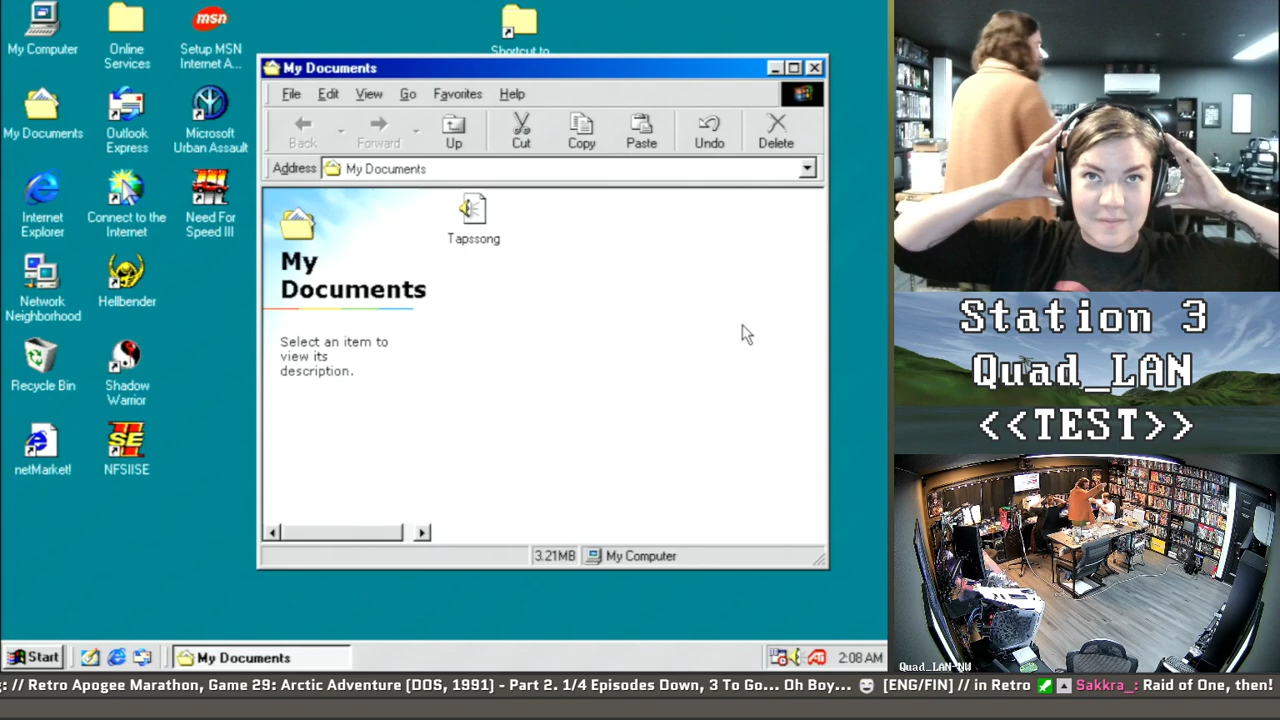 My Computer
Online
Services
Setup MSN
Internet A...
msn
Shortcut to
My Documents
Outlook
Express
Microsoft
Urban Assault
Internet
Explorer
Connect to the
Internet
Need For
Speed III
Network
Neighborhood
Hellbender
Recycle Bin
Shadow
Warrior
netMarket!
NFSIISE
SE
My Documents
File Edit View Go Favorites Help
Back Forward Up Cut Copy Paste Undo Delete
Address My Documents
Tapssong
My
Documents
Select an item to
view its
description.
3.21MB My Computer
Start My Documents 2:08 AM
Station 3
Quad_LAN
<<TEST>>
Quad_LAN-NW
g: // Retro Apogee Marathon, Game 29: Arctic Adventure (DOS, 1991) - Part 2. 1/4 Episodes Down, 3 To Go... Oh Boy... [ENG/FIN] // in Retro Sakkra_: Raid of One, then!